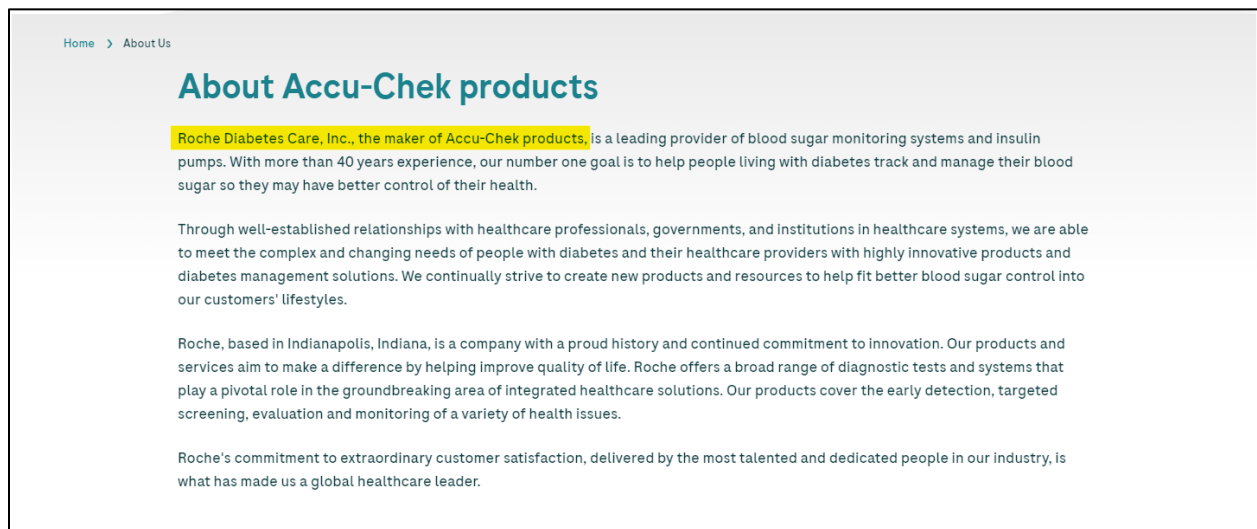 Home > About Us
About Accu-Chek products
Roche Diabetes Care, Inc., the maker of Accu-Chek products, is a leading provider of blood sugar monitoring systems and insulin
pumps. With more than 40 years experience, our number one goal is to help people living with diabetes track and manage their blood
sugar so they may have better control of their health.
Through well-established relationships with healthcare professionals, governments, and institutions in healthcare systems, we are able
to meet the complex and changing needs of people with diabetes and their healthcare providers with highly innovative products and
diabetes management solutions. We continually strive to create new products and resources to help fit better blood sugar control into
our customers' lifestyles.
Roche, based in Indianapolis, Indiana, is a company with a proud history and continued commitment to innovation. Our products and
services aim to make a difference by helping improve quality of life. Roche offers a broad range of diagnostic tests and systems that
play a pivotal role in the groundbreaking area of integrated healthcare solutions. Our products cover the early detection, targeted
screening, evaluation and monitoring of a variety of health issues.
Roche's commitment to extraordinary customer satisfaction, delivered by the most talented and dedicated people in our industry, is
what has made us a global healthcare leader.